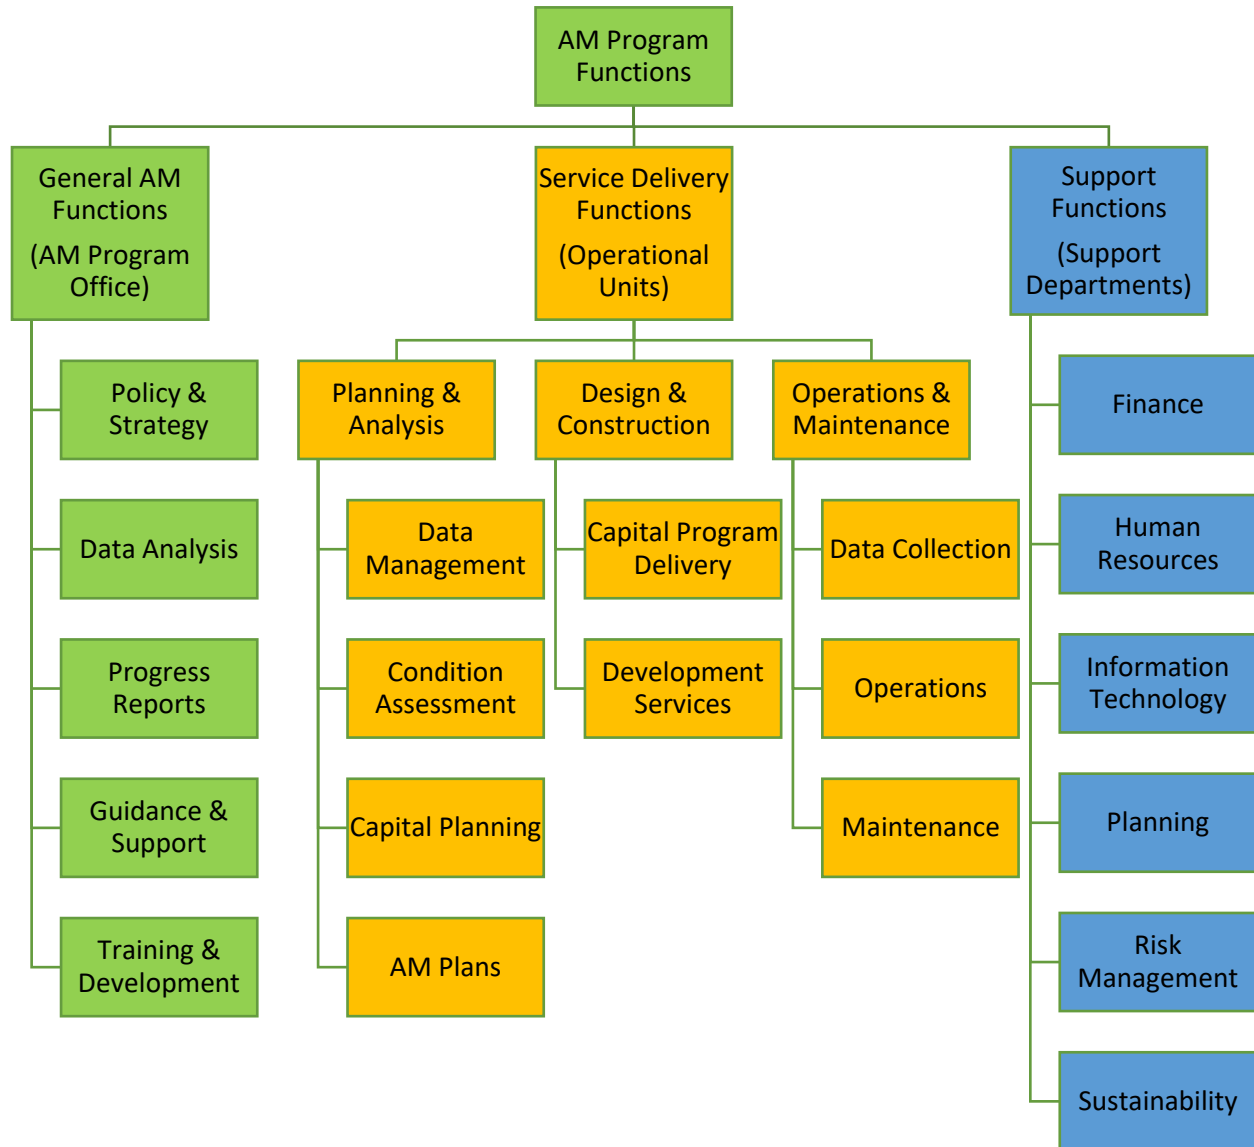 AM Program
Functions
General AM
Functions
(AM Program
Office)
Service Delivery
Functions
(Operational
Units)
Support
Functions
(Support
Departments)
Policy &
Strategy
Data Analysis
Progress
Reports
Guidance &
Support
Training &
Development
Planning &
Analysis
Data
Management
Condition
Assessment
Capital Planning
AM Plans
Design &
Construction
Capital Program
Delivery
Development
Services
Operations &
Maintenance
Data Collection
Operations
Maintenance
Finance
Human
Resources
Information
Technology
Planning
Risk
Management
Sustainability